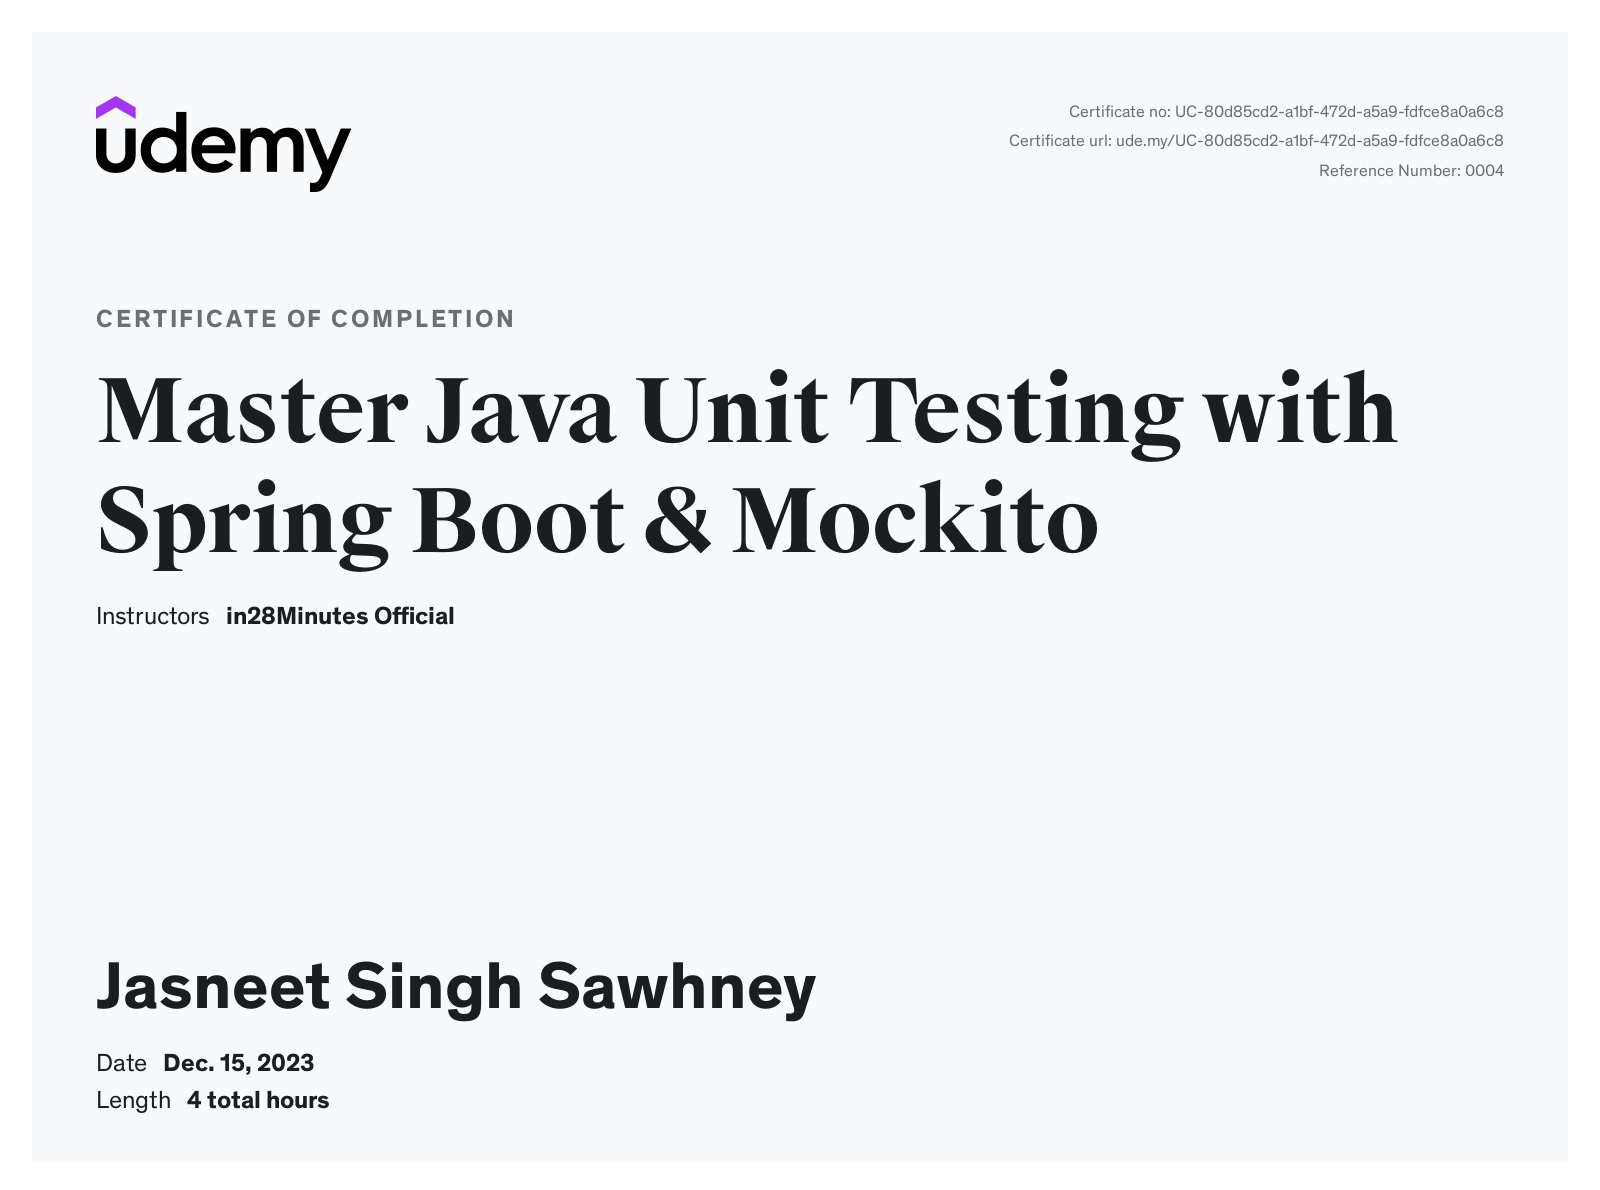 udemy
Certificate no: UC-80d85cd2-a1bf-472d-a5a9-fdfce8a0a6c8
Certificate url: ude.my/UC-80d85cd2-a1bf-472d-a5a9-fdfce8a0a6c8
Reference Number: 0004
CERTIFICATE OF COMPLETION
Master Java Unit Testing with
Spring Boot & Mockito
Instructors in28Minutes Official
Jasneet Singh Sawhney
Date Dec. 15, 2023
Length 4 total hours